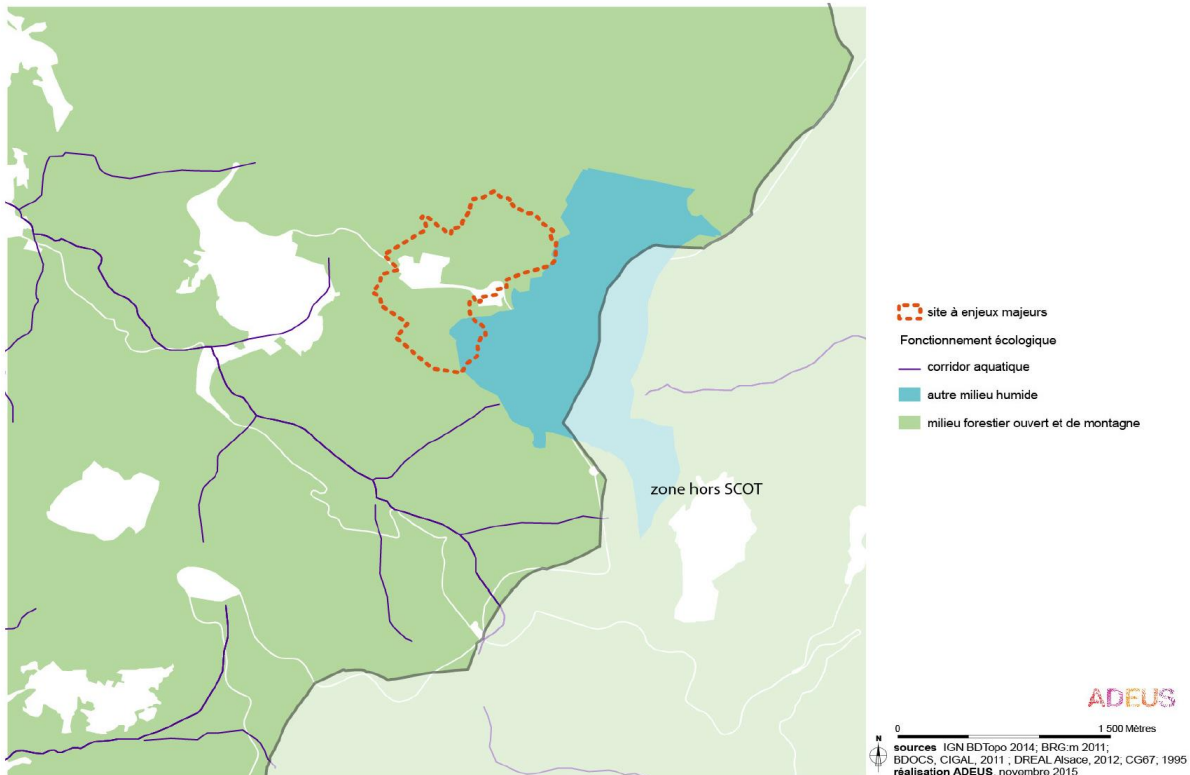 zone hors SCOT
site à enjeux majeurs
Fonctionnement écologique
corridor aquatique
autre milieu humide
milieu forestier ouvert et de montagne
ADEUS
0 1 500 Mètres
N
sources IGN BDTopo 2014; BRG:m 2011;
BDOCS, CIGAL, 2011 ; DREAL Alsace, 2012; CG67, 1995
réalisation ADEUS, novembre 2015